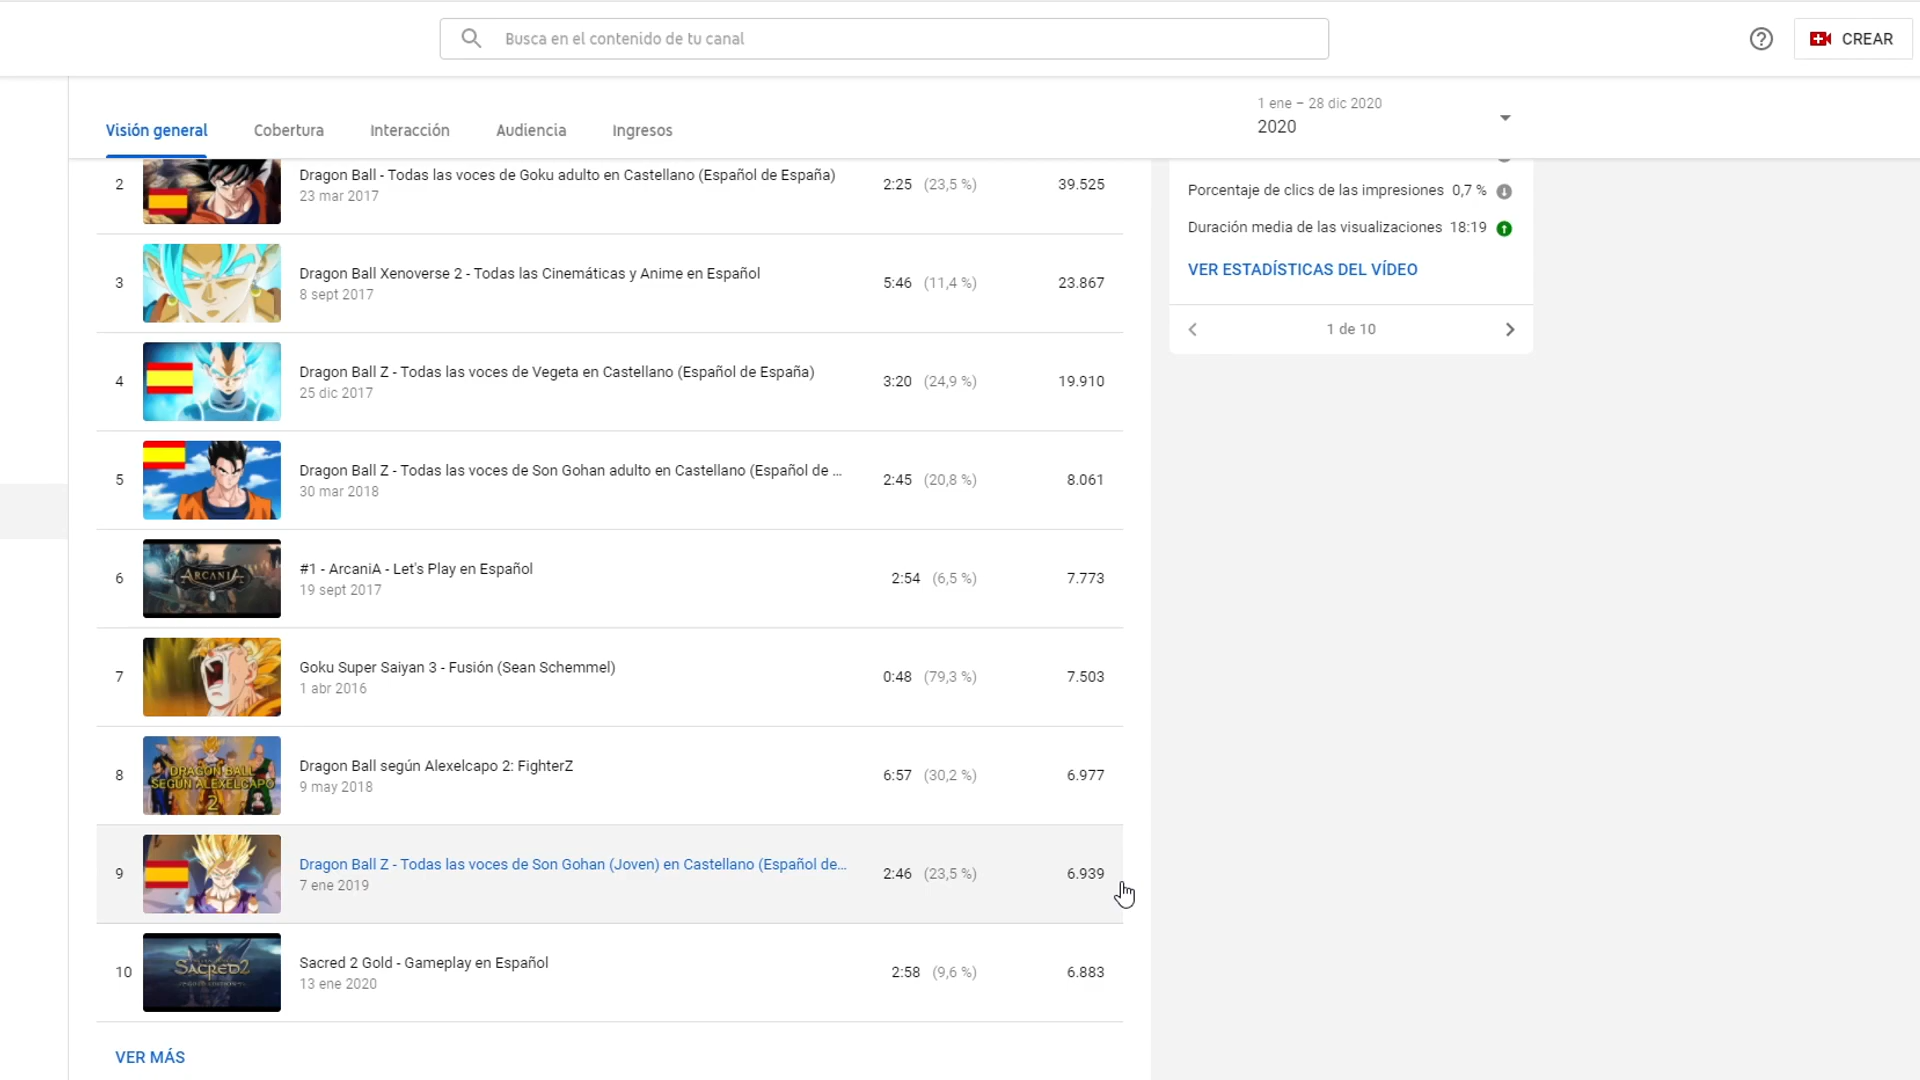 Busca en el contenido de tu canal
CREAR
Visión general
Cobertura
Interacción
Audiencia
Ingresos
1 ene – 28 dic 2020
2020
2
Dragon Ball - Todas las voces de Goku adulto en Castellano (Español de España)
23 mar 2017
2:25 (23,5 %)
39.525
3
Dragon Ball Xenoverse 2 - Todas las Cinemáticas y Anime en Español
8 sept 2017
5:46 (11,4 %)
23.867
4
Dragon Ball Z - Todas las voces de Vegeta en Castellano (Español de España)
25 dic 2017
3:20 (24,9 %)
19.910
5
Dragon Ball Z - Todas las voces de Son Gohan adulto en Castellano (Español de ...
30 mar 2018
2:45 (20,8 %)
8.061
6
ARCANIA
#1 - ArcaniA - Let's Play en Español
19 sept 2017
2:54 (6,5 %)
7.773
7
Goku Super Saiyan 3 - Fusión (Sean Schemmel)
1 abr 2016
0:48 (79,3 %)
7.503
8
DRAGON BALL
SEGÚN ALEXELCAPO
2
Dragon Ball según Alexelcapo 2: FighterZ
9 may 2018
6:57 (30,2 %)
6.977
9
Dragon Ball Z - Todas las voces de Son Gohan (Joven) en Castellano (Español de...
7 ene 2019
2:46 (23,5 %)
6.939
10
SACRED 2
Sacred 2 Gold - Gameplay en Español
13 ene 2020
2:58 (9,6 %)
6.883
VER MÁS
Porcentaje de clics de las impresiones 0,7 %
Duración media de las visualizaciones 18:19
VER ESTADÍSTICAS DEL VÍDEO
1 de 10